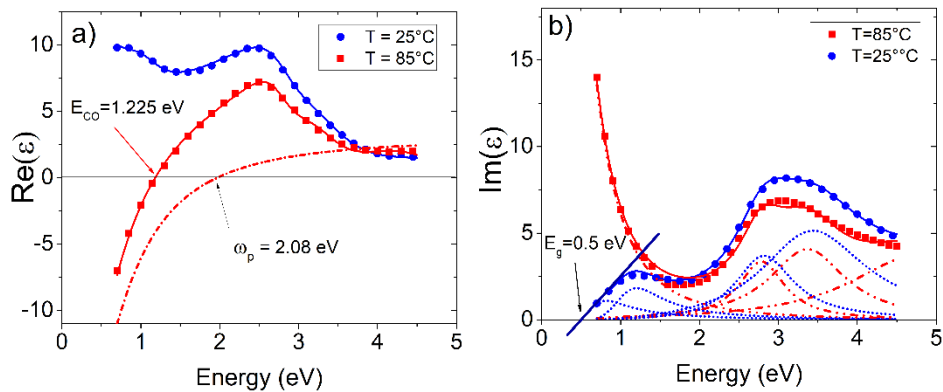 a)
T = 25°C
T = 85°C
E_CO=1.225 eV
ω_p = 2.08 eV
Re(ε)
10
5
0
-5
-10
0 1 2 3 4 5
Energy (eV)
b)
T=85°C
T=25°°C
E_g=0.5 eV
Im(ε)
15
10
5
0
0 1 2 3 4 5
Energy (eV)